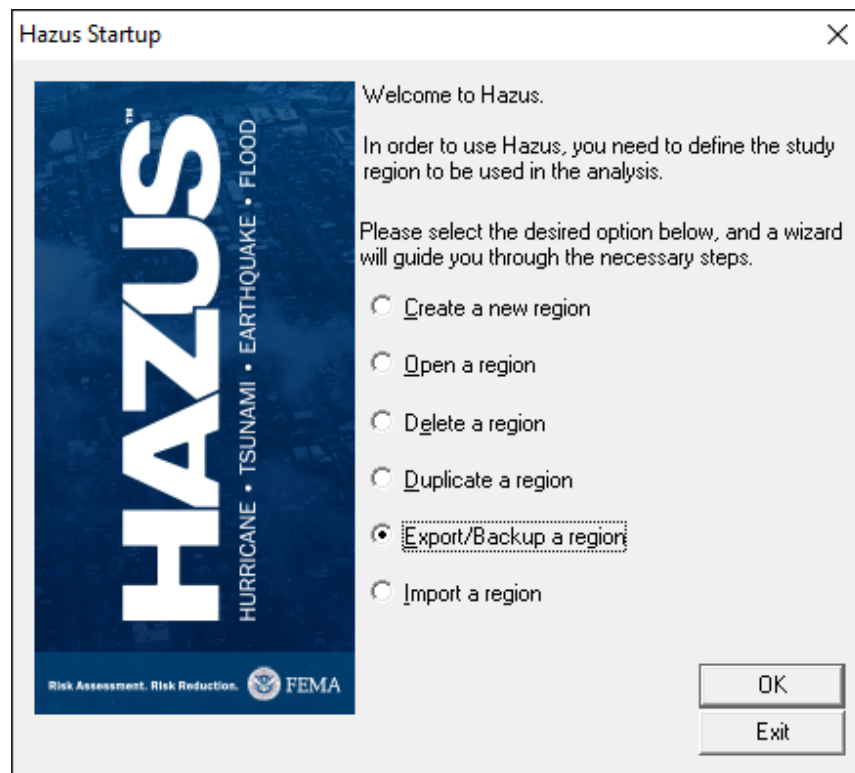 Hazus Startup
HAZUS™
HURRICANE • TSUNAMI • EARTHQUAKE • FLOOD
Risk Assessment. Risk Reduction. FEMA
Welcome to Hazus.
In order to use Hazus, you need to define the study
region to be used in the analysis.
Please select the desired option below, and a wizard
will guide you through the necessary steps.
Create a new region
Open a region
Delete a region
Duplicate a region
Export/Backup a region
Import a region
OK
Exit